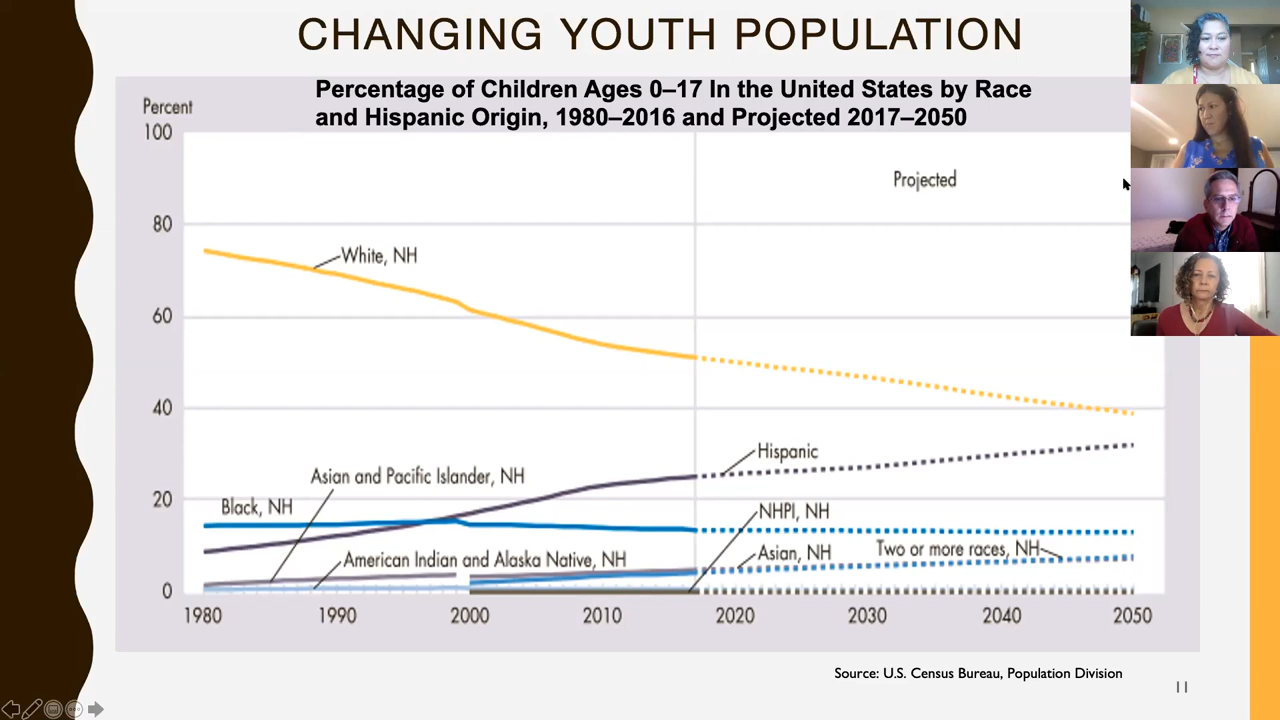 CHANGING YOUTH POPULATION
Percentage of Children Ages 0–17 In the United States by Race
and Hispanic Origin, 1980–2016 and Projected 2017–2050
Percent
100
Projected
80
White, NH
60
40
Hispanic
Asian and Pacific Islander, NH
20
Black, NH
NHPI, NH
American Indian and Alaska Native, NH
Asian, NH
Two or more races, NH
0
1980
1990
2000
2010
2020
2030
2040
2050
Source: U.S. Census Bureau, Population Division
11